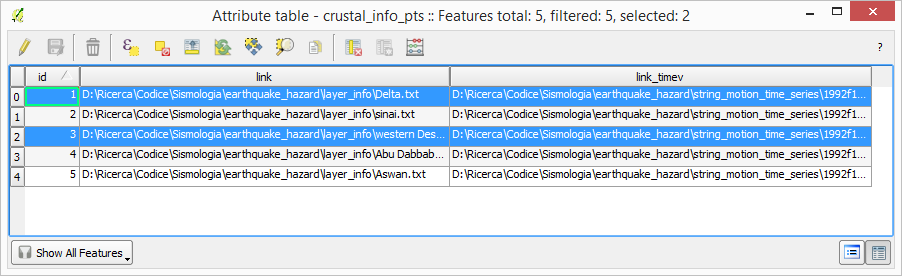 Attribute table - crustal_info_pts :: Features total: 5, filtered: 5, selected: 2
?
id link link_timev
0 1 D:\Ricerca\Codice\Sismologia\earthquake_hazard\layer_info\Delta.txt D:\Ricerca\Codice\Sismologia\earthquake_hazard\string_motion_time_series\1992f1...
1 2 D:\Ricerca\Codice\Sismologia\earthquake_hazard\layer_info\sinai.txt D:\Ricerca\Codice\Sismologia\earthquake_hazard\string_motion_time_series\1992f1...
2 3 D:\Ricerca\Codice\Sismologia\earthquake_hazard\layer_info\western Des... D:\Ricerca\Codice\Sismologia\earthquake_hazard\string_motion_time_series\1992f1...
3 4 D:\Ricerca\Codice\Sismologia\earthquake_hazard\layer_info\Abu Dabbab... D:\Ricerca\Codice\Sismologia\earthquake_hazard\string_motion_time_series\1992f1...
4 5 D:\Ricerca\Codice\Sismologia\earthquake_hazard\layer_info\Aswan.txt D:\Ricerca\Codice\Sismologia\earthquake_hazard\string_motion_time_series\1992f1...
Show All Features